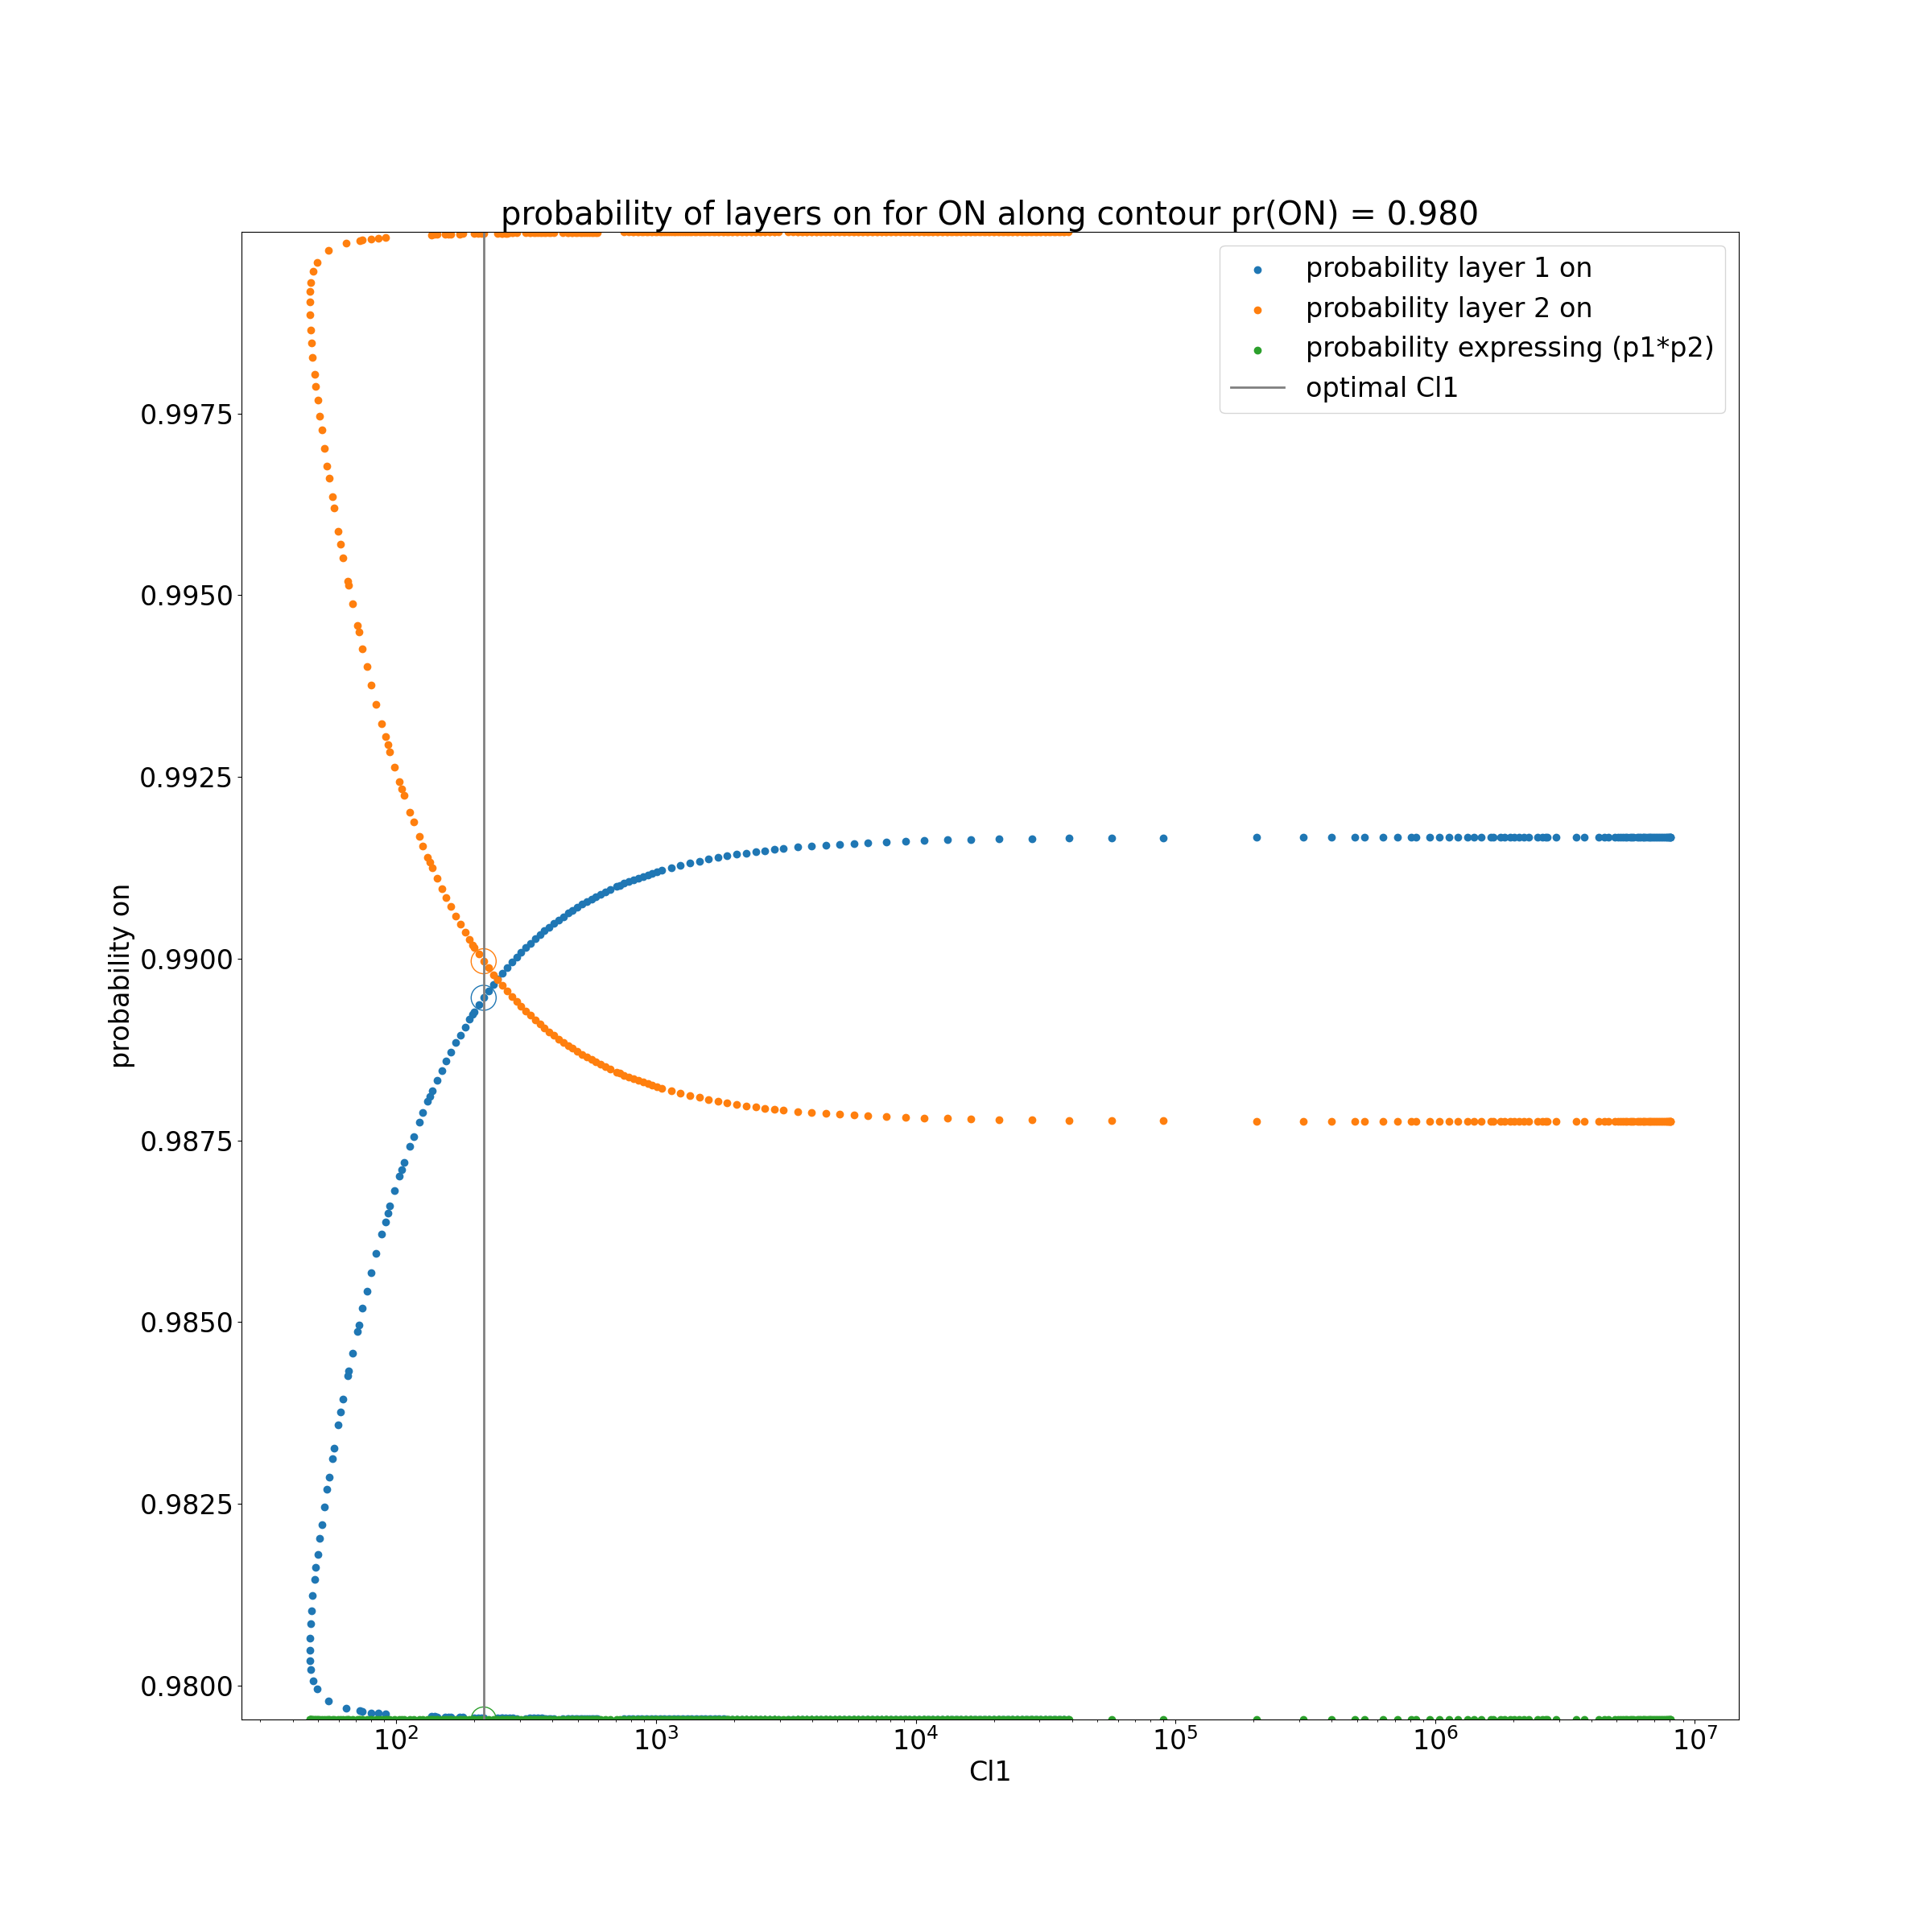 probability of layers on for ON along contour pr(ON) = 0.980
probability layer 1 on
probability layer 2 on
probability expressing (p1*p2)
optimal Cl1
probability on
0.9975
0.9950
0.9925
0.9900
0.9875
0.9850
0.9825
0.9800
10² 10³ 10⁴ 10⁵ 10⁶ 10⁷
Cl1